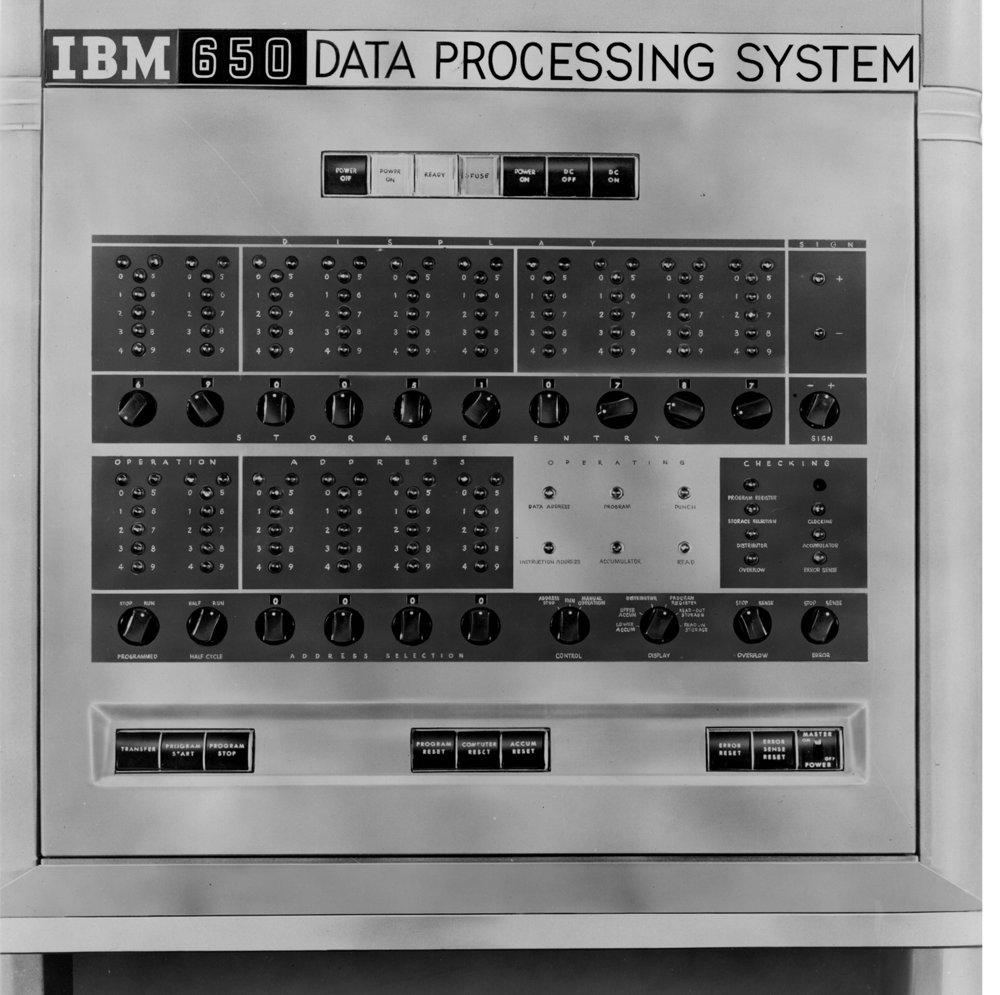 IBM 650 DATA PROCESSING SYSTEM
POWER OFF
POWER ON
READY
FUSE
POWER ON
DC OFF
DC ON
DISPLAY
SIGN
0 5 0 5 0 5 0 5 0 5 0 5 0 5 0 5 0 5 0 5 +
1 6 1 6 1 6 1 6 1 6 1 6 1 6 1 6 1 6 1 6
2 7 2 7 2 7 2 7 2 7 2 7 2 7 2 7 2 7 2 7
3 8 3 8 3 8 3 8 3 8 3 8 3 8 3 8 3 8 3 8 −
4 9 4 9 4 9 4 9 4 9 4 9 4 9 4 9 4 9 4 9
6 9 0 0 5 1 0 7 8 7 − +
STORAGE ENTRY
SIGN
OPERATION
ADDRESS
0 5 0 5 0 5 0 5 0 5 0 5
1 6 1 6 1 6 1 6 1 6 1 6
2 7 2 7 2 7 2 7 2 7 2 7
3 8 3 8 3 8 3 8 3 8 3 8
4 9 4 9 4 9 4 9 4 9 4 9
OPERATING
DATA ADDRESS PROGRAM PUNCH
INSTRUCTION ADDRESS ACCUMULATOR READ
CHECKING
PROGRAM REGISTER
STORAGE SELECTION CLOCKING
DISTRIBUTOR ACCUMULATOR
OVERFLOW ERROR SENSE
STOP RUN
PROGRAMMED
HALF RUN
HALF CYCLE
0 0 0 0
ADDRESS SELECTION
ADDRESS STOP
RUN
MANUAL OPERATION
CONTROL
LOWER ACCUM
UPPER ACCUM
DISTRIBUTOR
PROGRAM REGISTER
READ-OUT STORAGE
READ-IN STORAGE
DISPLAY
STOP SENSE
OVERFLOW
STOP SENSE
ERROR
TRANSFER
PROGRAM START
PROGRAM STOP
PROGRAM RESET
COMPUTER RESET
ACCUM RESET
ERROR RESET
ERROR SENSE RESET
MASTER
ON
OFF
POWER